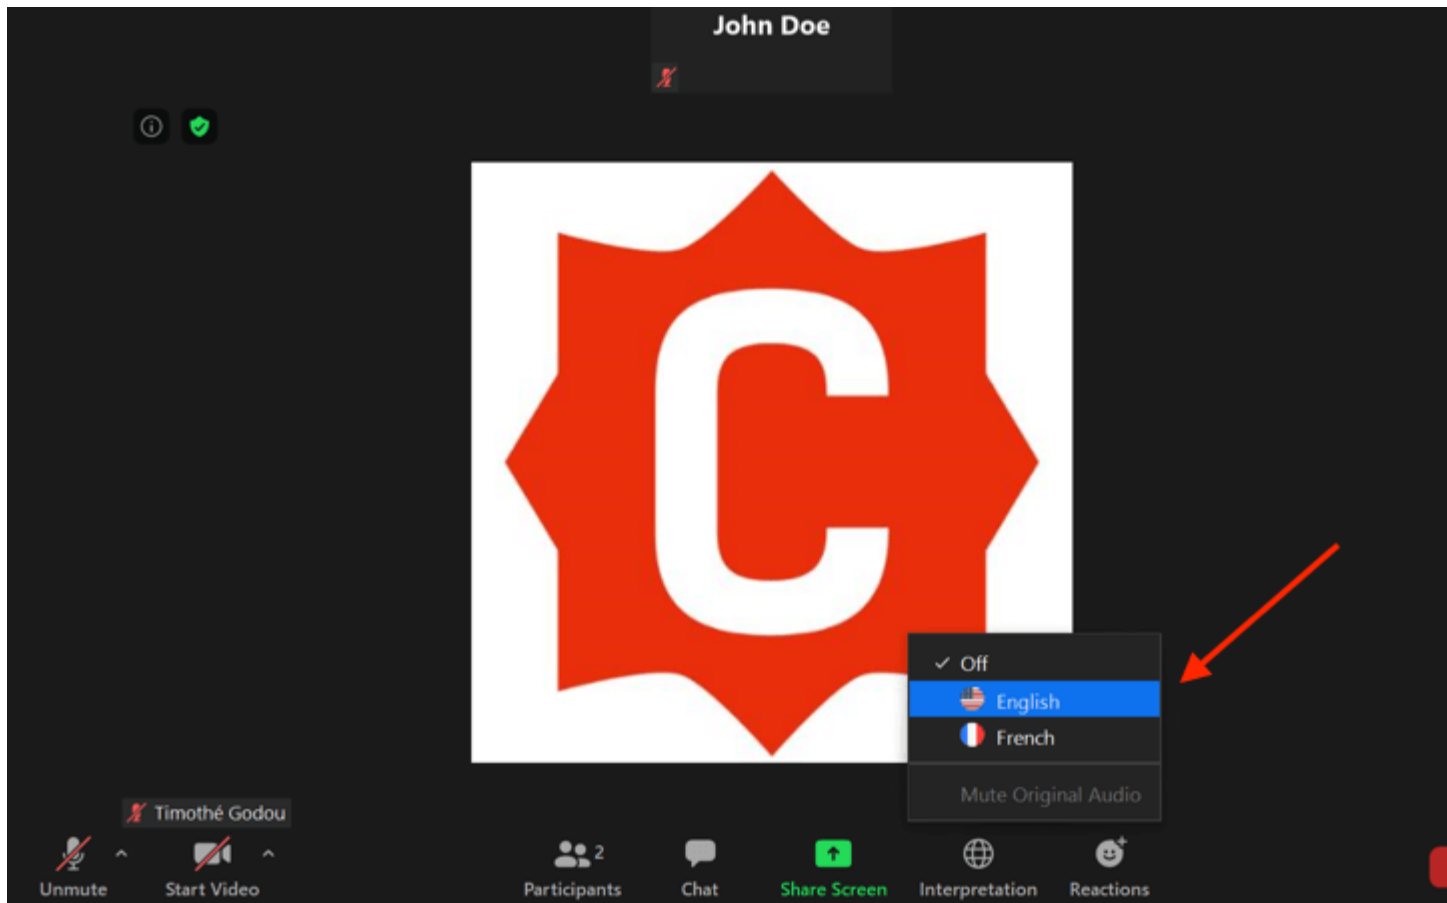 John Doe
C
Off
English
French
Mute Original Audio
Timothé Godou
Unmute
Start Video
Participants 2
Chat
Share Screen
Interpretation
Reactions